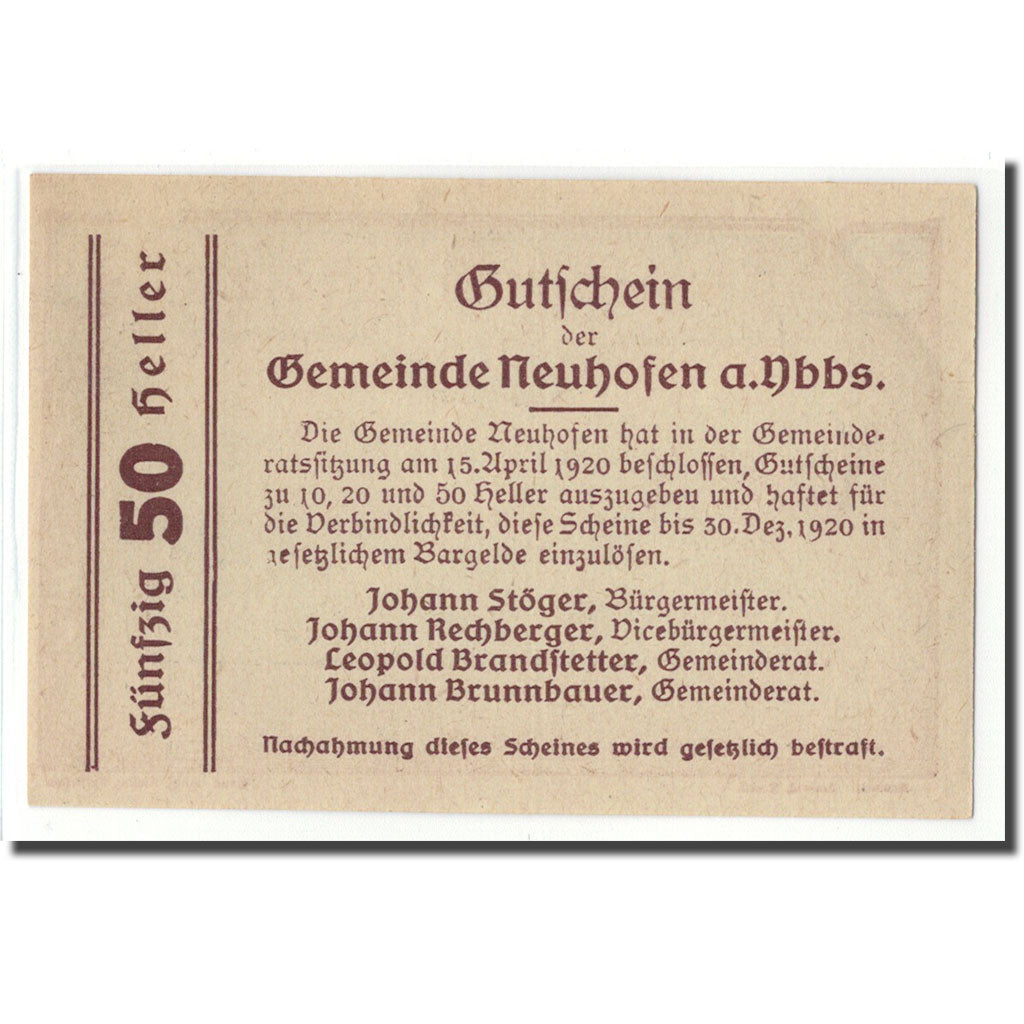 Fünfzig 50 Heller
Gutschein
der
Gemeinde Neuhofen a. Ybbs.
Die Gemeinde Neuhofen hat in der Gemeinde-
ratssitzung am 15. April 1920 beschlossen, Gutscheine
zu 10, 20 und 50 Heller auszugeben und haftet für
die Verbindlichkeit, diese Scheine bis 30. Dez. 1920 in
gesetzlichem Bargelde einzulösen.
Johann Stöger, Bürgermeister.
Johann Rechberger, Vicebürgermeister.
Leopold Brandstetter, Gemeinderat.
Johann Brunnbauer, Gemeinderat.
Nachahmung dieses Scheines wird gesetzlich bestraft.